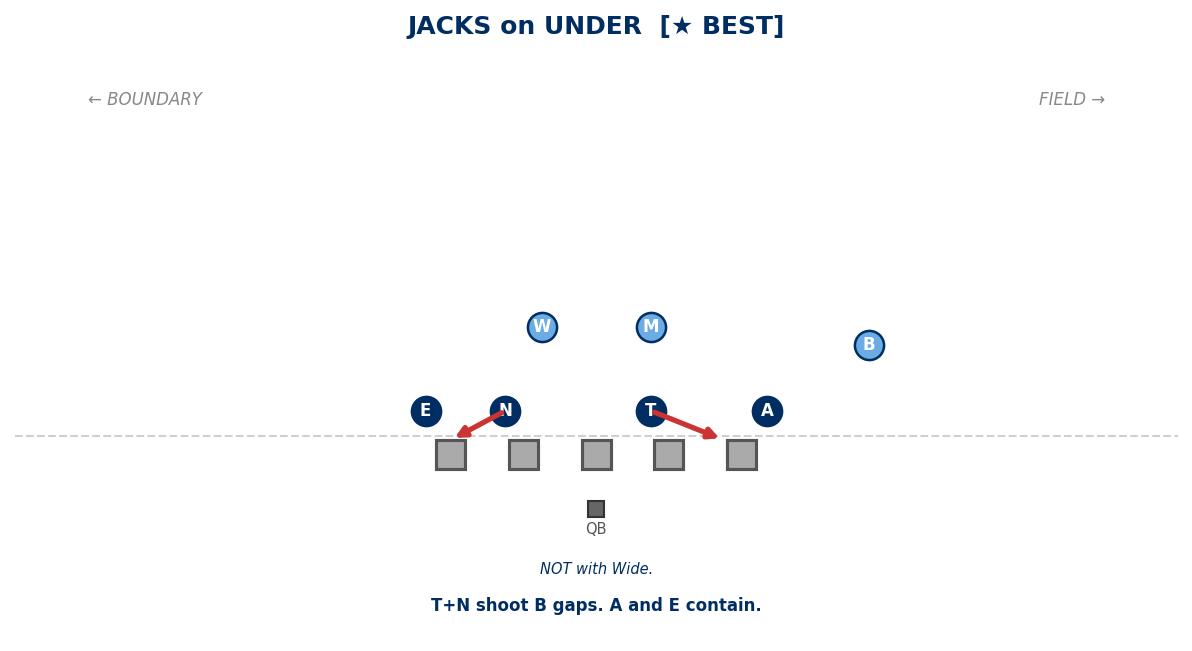 JACKS on UNDER [★ BEST]
← BOUNDARY
FIELD →
W
M
B
E
N
T
A
QB
NOT with Wide.
T+N shoot B gaps. A and E contain.